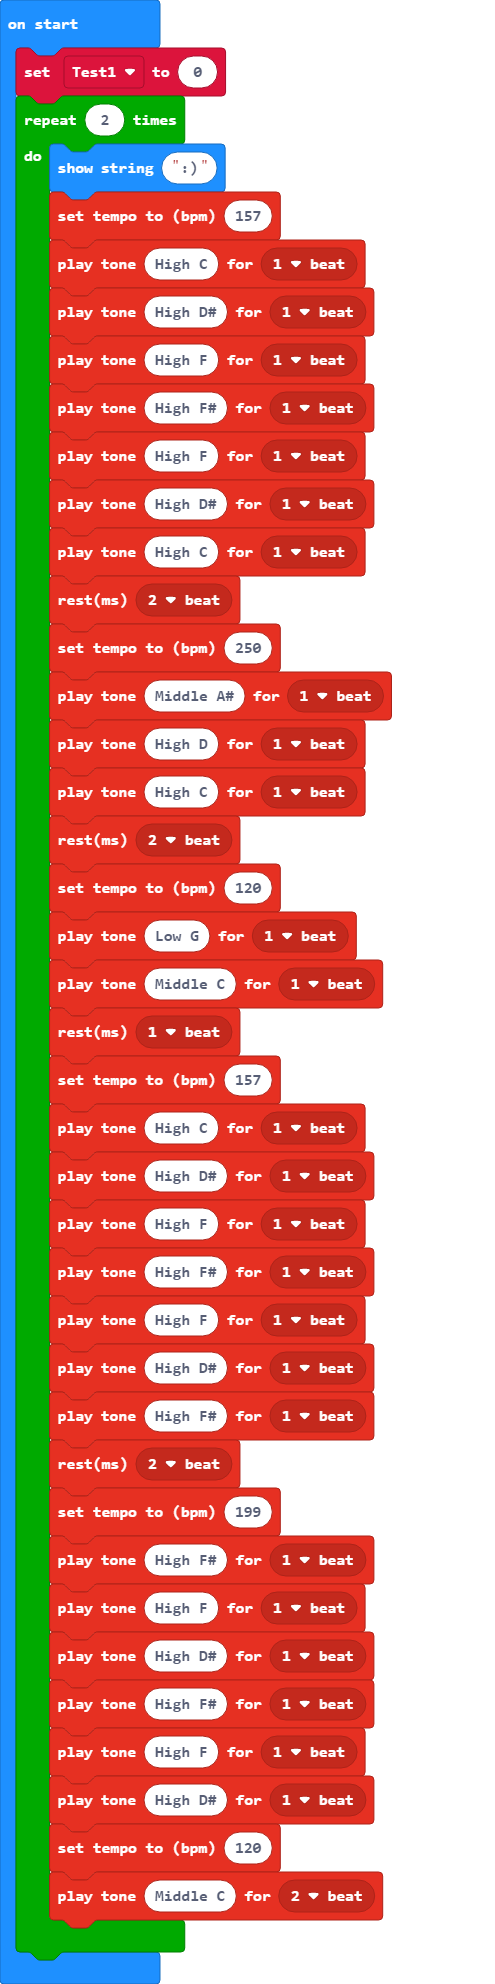 on start
set Test1 to 0
repeat 2 times
do
show string ":)"
set tempo to (bpm) 157
play tone High C for 1 beat
play tone High D# for 1 beat
play tone High F for 1 beat
play tone High F# for 1 beat
play tone High F for 1 beat
play tone High D# for 1 beat
play tone High C for 1 beat
rest(ms) 2 beat
set tempo to (bpm) 250
play tone Middle A# for 1 beat
play tone High D for 1 beat
play tone High C for 1 beat
rest(ms) 2 beat
set tempo to (bpm) 120
play tone Low G for 1 beat
play tone Middle C for 1 beat
rest(ms) 1 beat
set tempo to (bpm) 157
play tone High C for 1 beat
play tone High D# for 1 beat
play tone High F for 1 beat
play tone High F# for 1 beat
play tone High F for 1 beat
play tone High D# for 1 beat
play tone High F# for 1 beat
rest(ms) 2 beat
set tempo to (bpm) 199
play tone High F# for 1 beat
play tone High F for 1 beat
play tone High D# for 1 beat
play tone High F# for 1 beat
play tone High F for 1 beat
play tone High D# for 1 beat
set tempo to (bpm) 120
play tone Middle C for 2 beat